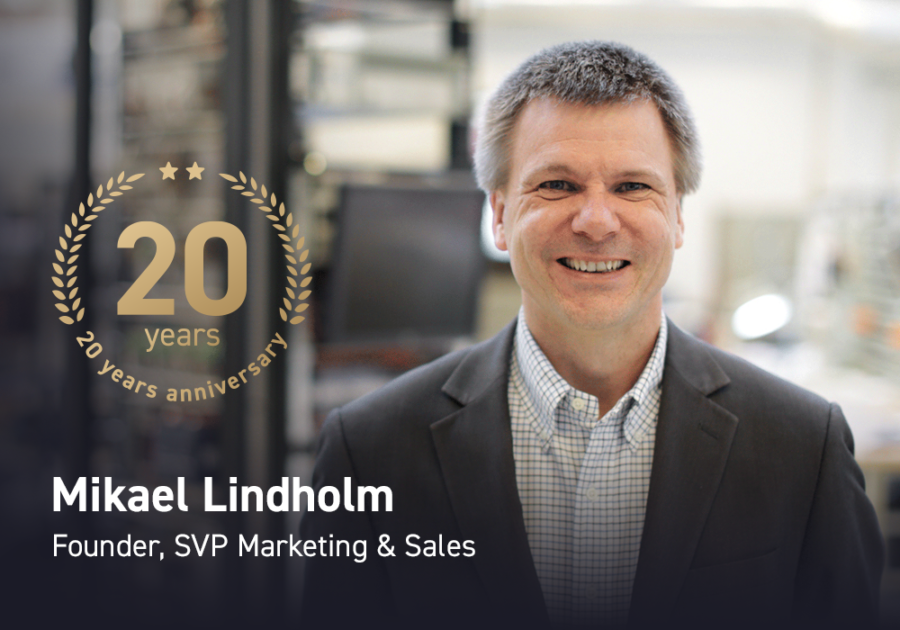 20
years
20 years anniversary
Mikael Lindholm
Founder, SVP Marketing & Sales